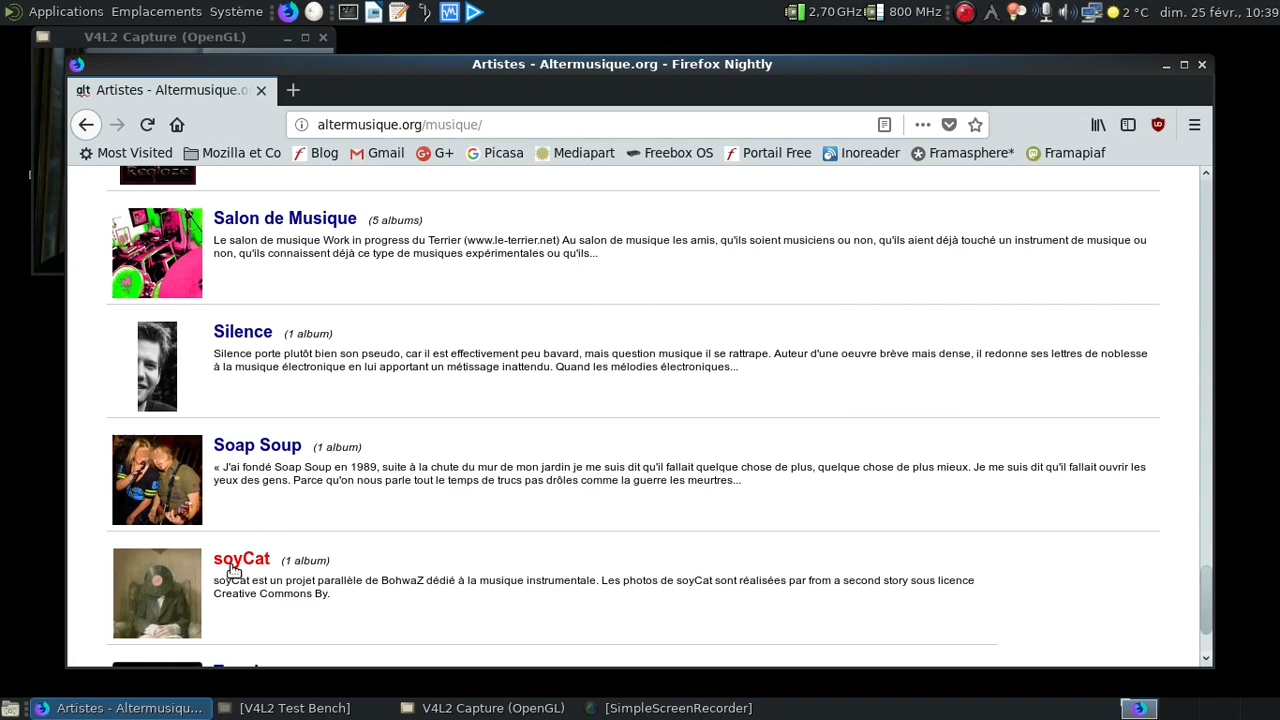 Applications Emplacements Système 2,70 GHz 800 MHz 2 °C dim. 25 févr., 10:39
V4L2 Capture (OpenGL)
Artistes - Altermusique.org - Firefox Nightly
glt Artistes - Altermusique.o
altermusique.org/musique/
Most Visited Mozilla et Co Blog Gmail G+ Picasa Mediapart Freebox OS Portail Free Inoreader Framasphere* Framapiaf
Salon de Musique (5 albums)
Le salon de musique Work in progress du Terrier (www.le-terrier.net) Au salon de musique les amis, qu'ils soient musiciens ou non, qu'ils aient déjà touché un instrument de musique ou
non, qu'ils connaissent déjà ce type de musiques expérimentales ou qu'ils...
Silence (1 album)
Silence porte plutôt bien son pseudo, car il est effectivement peu bavard, mais question musique il se rattrape. Auteur d'une oeuvre brève mais dense, il redonne ses lettres de noblesse
à la musique électronique en lui apportant un métissage inattendu. Quand les mélodies électroniques...
Soap Soup (1 album)
« J'ai fondé Soap Soup en 1989, suite à la chute du mur de mon jardin je me suis dit qu'il fallait quelque chose de plus, quelque chose de plus mieux. Je me suis dit qu'il fallait ouvrir les
yeux des gens. Parce qu'on nous parle tout le temps de trucs pas drôles comme la guerre les meurtres...
soyCat (1 album)
soyCat est un projet parallèle de BohwaZ dédié à la musique instrumentale. Les photos de soyCat sont réalisées par from a second story sous licence
Creative Commons By.
Artistes - Altermusiqu... [V4L2 Test Bench] V4L2 Capture (OpenGL) [SimpleScreenRecorder]